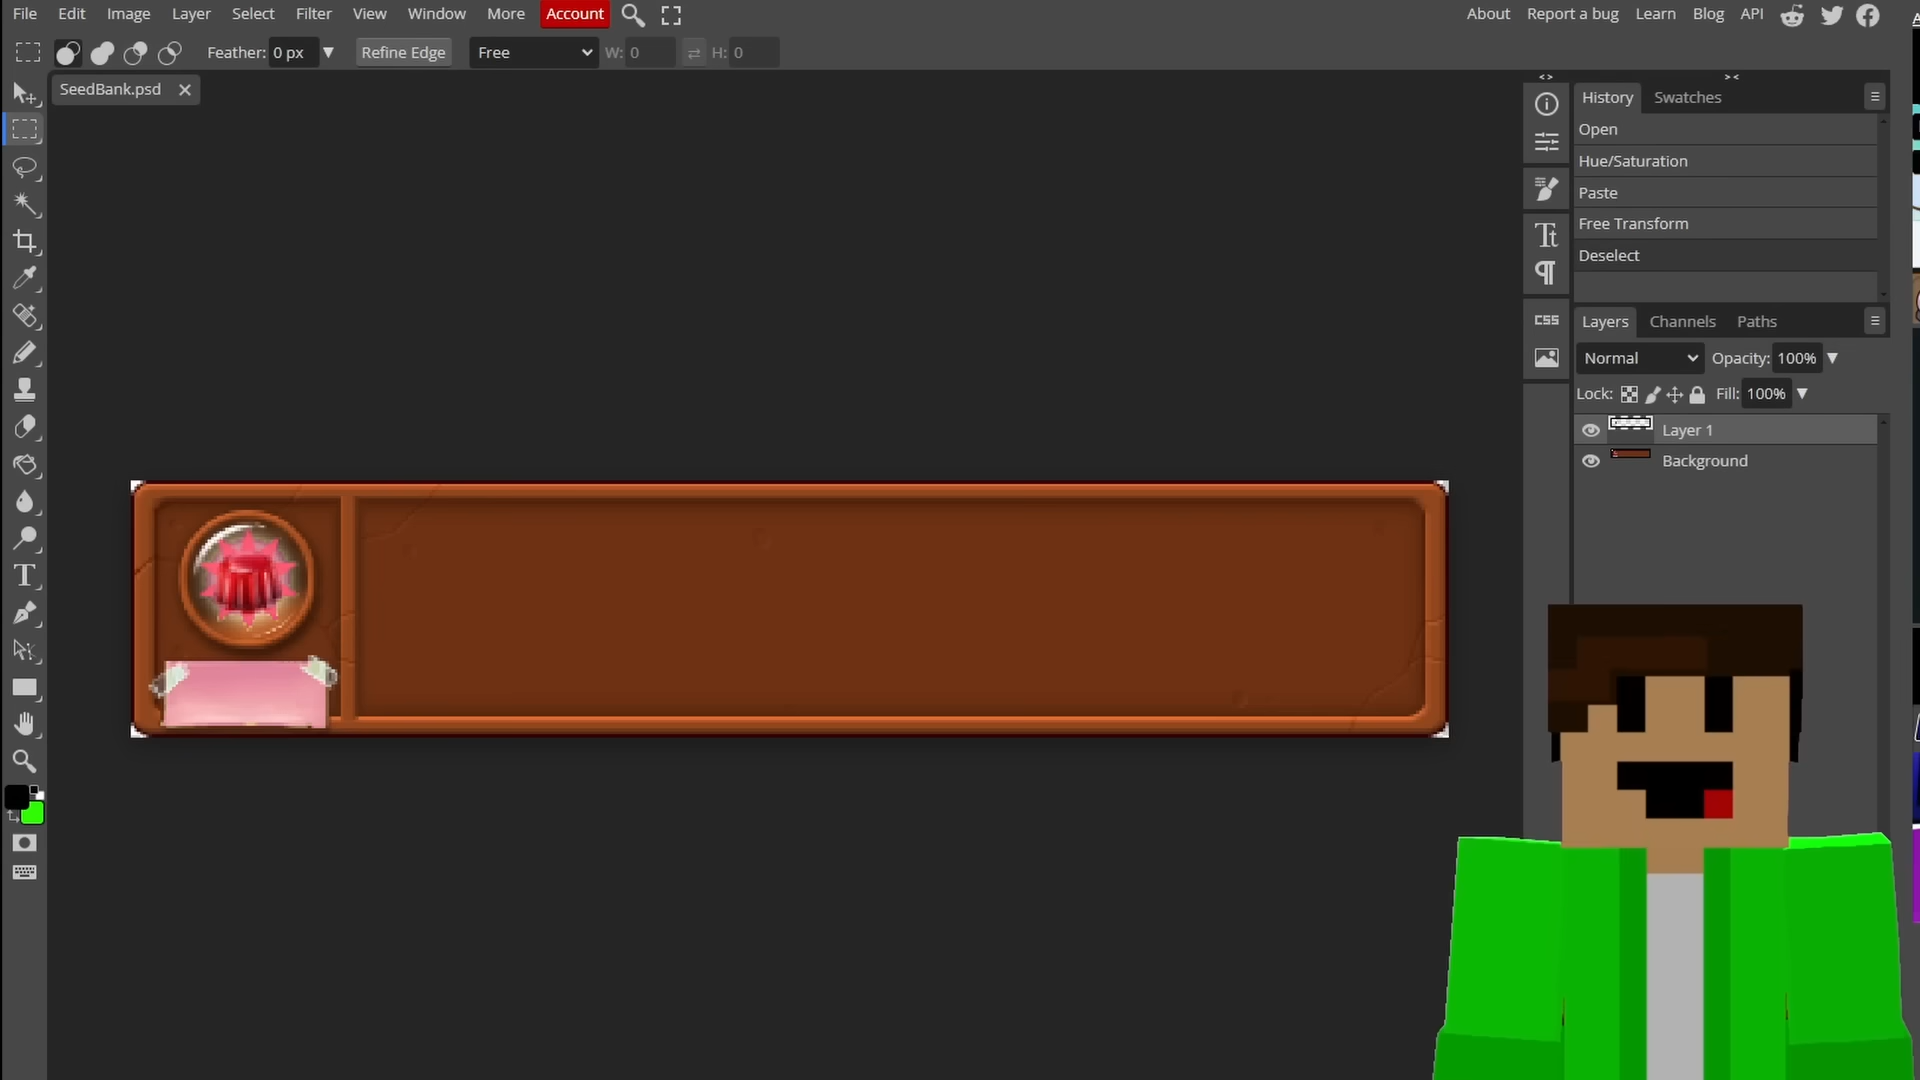 File Edit Image Layer Select Filter View Window More Account About Report a bug Learn Blog API
Feather: 0 px Refine Edge Free W: 0 H: 0
SeedBank.psd
History Swatches
Open
Hue/Saturation
Paste
Free Transform
Deselect
CSS
Layers Channels Paths
Normal Opacity: 100%
Lock: Fill: 100%
Layer 1
Background